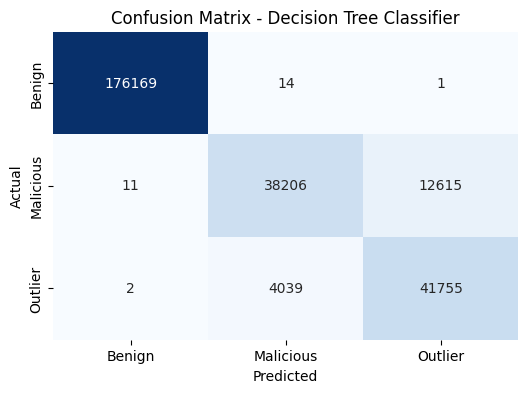 Confusion Matrix - Decision Tree Classifier
Benign
176169 14 1
Actual
Malicious
11 38206 12615
Outlier
2 4039 41755
Benign Malicious Outlier
Predicted